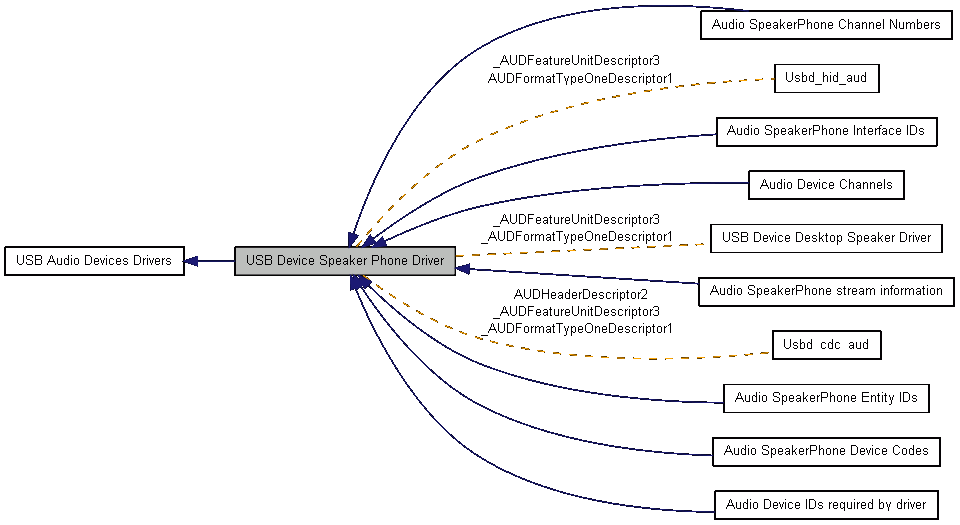 Audio SpeakerPhone Channel Numbers
_AUDFeatureUnitDescriptor3
AUDFormatTypeOneDescriptor1
Usbd_hid_aud
Audio SpeakerPhone Interface IDs
Audio Device Channels
_AUDFeatureUnitDescriptor3
_AUDFormatTypeOneDescriptor1
USB Device Desktop Speaker Driver
USB Audio Devices Drivers
USB Device Speaker Phone Driver
Audio SpeakerPhone stream information
AUDHeaderDescriptor2
_AUDFeatureUnitDescriptor3
_AUDFormatTypeOneDescriptor1
Usbd_cdc_aud
Audio SpeakerPhone Entity IDs
Audio SpeakerPhone Device Codes
Audio Device IDs required by driver